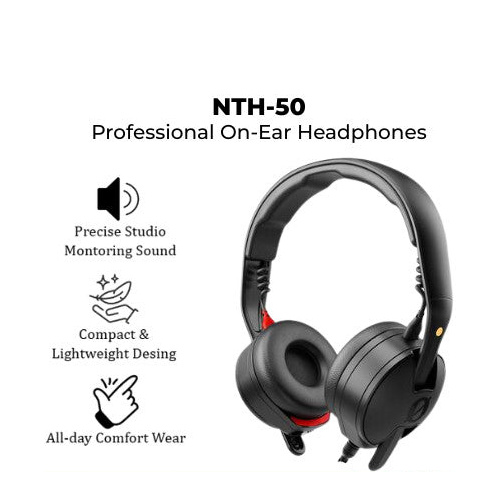 NTH-50
Professional On-Ear Headphones
Precise Studio
Montoring Sound
Compact &
Lightweight Desing
All-day Comfort Wear